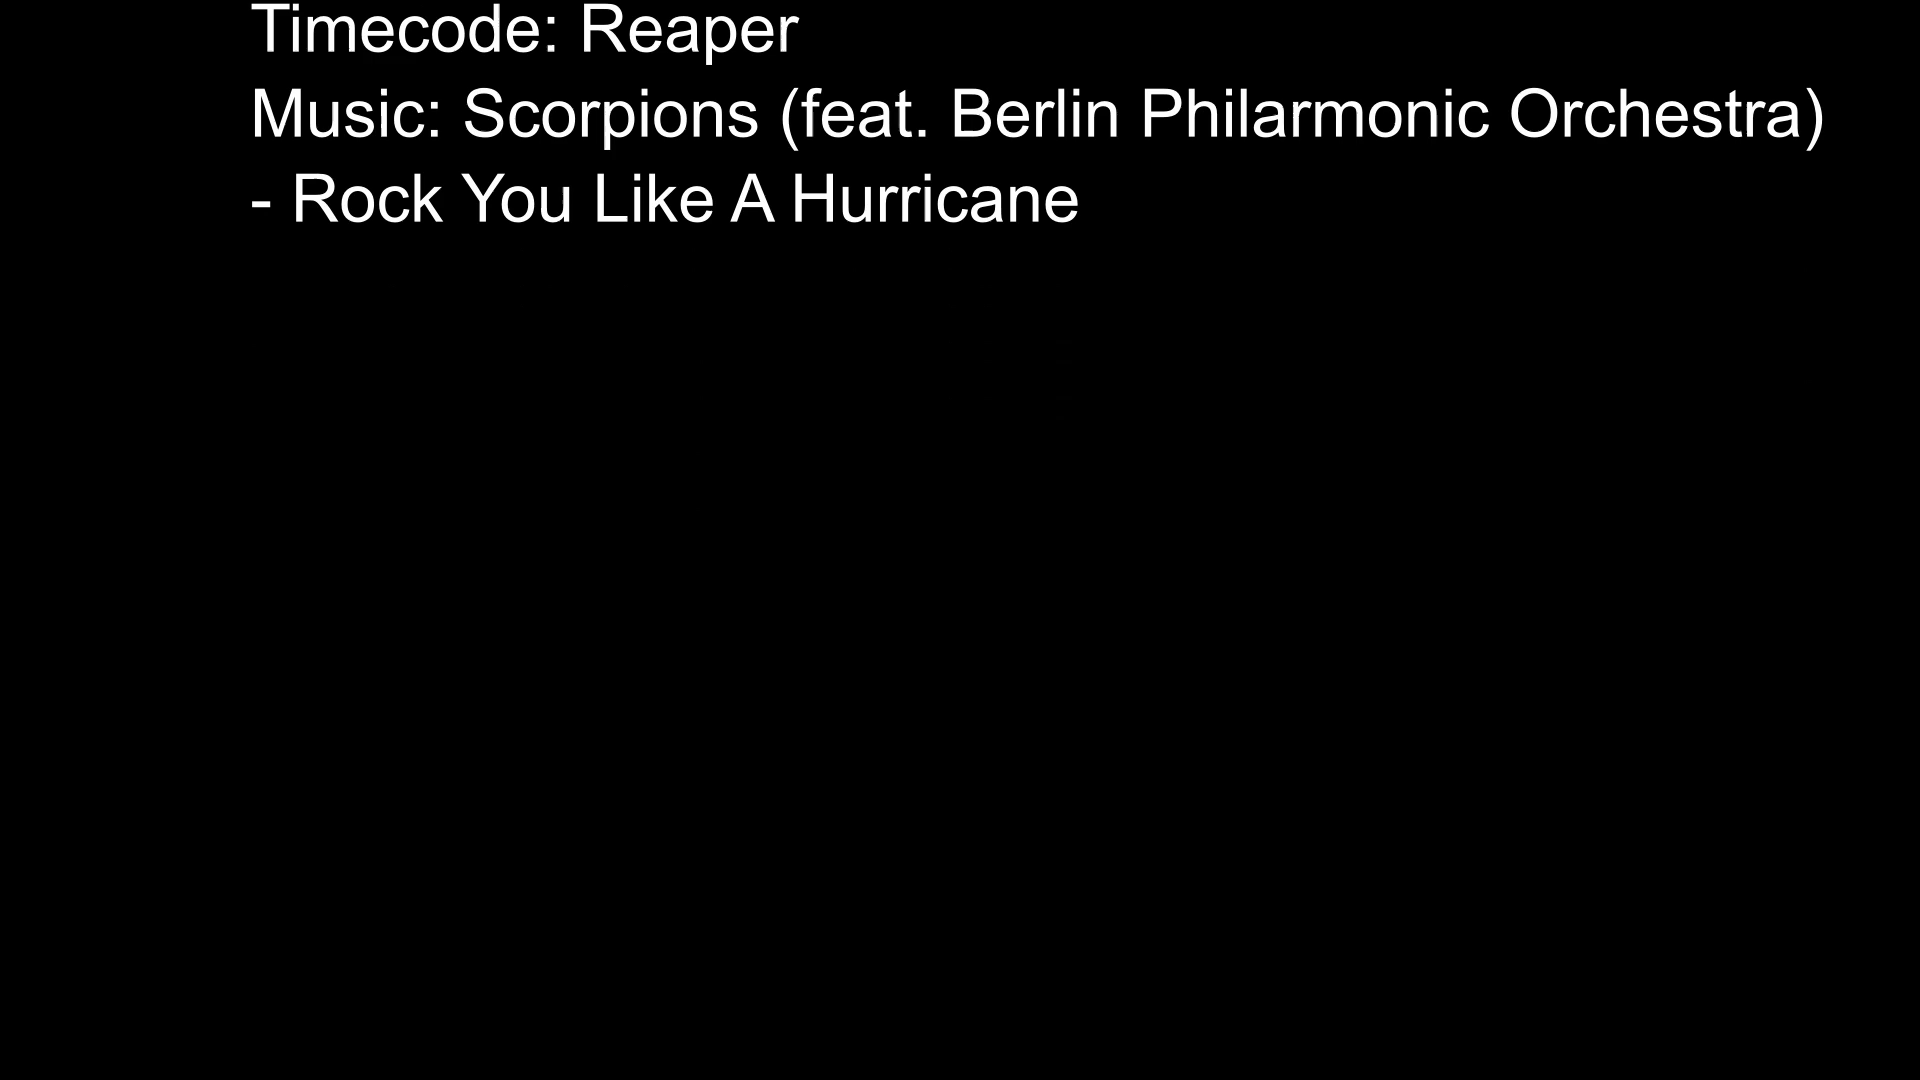 Timecode: Reaper
Music: Scorpions (feat. Berlin Philarmonic Orchestra)
- Rock You Like A Hurricane